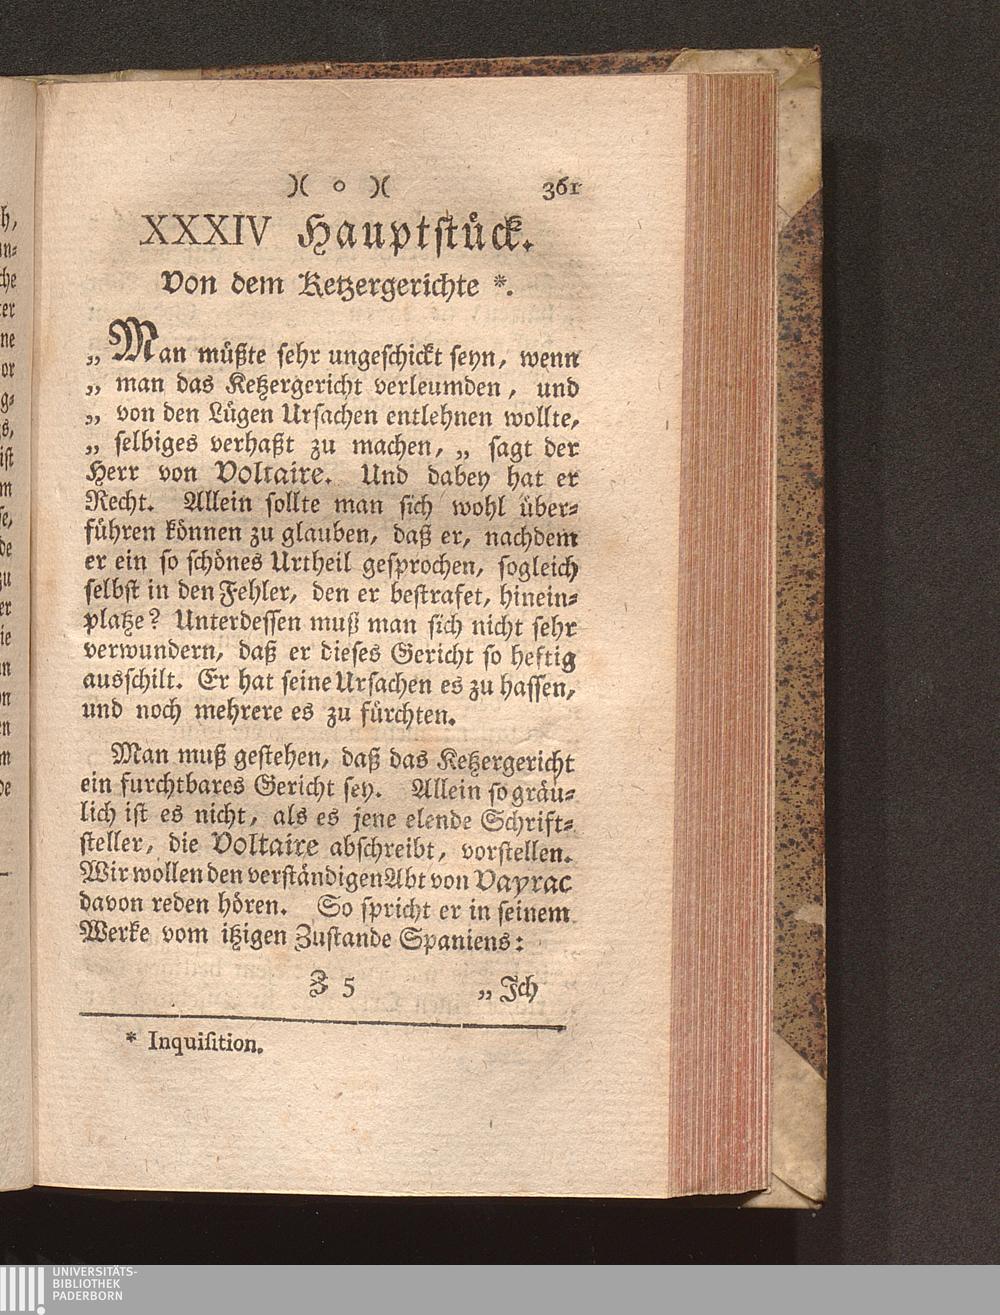 )( o )( 361
XXXIV Hauptstück.
Von dem Ketzergerichte *.
„ Man müßte sehr ungeschickt seyn, wenn
„ man das Ketzergericht verleumden, und
„ von den Lügen Ursachen entlehnen wollte,
„ selbiges verhaßt zu machen, „ sagt der
Herr von Voltaire. Und dabey hat er
Recht. Allein sollte man sich wohl über-
führen können zu glauben, daß er, nachdem
er ein so schönes Urtheil gesprochen, sogleich
selbst in den Fehler, den er bestrafet, hinein-
platze? Unterdessen muß man sich nicht sehr
verwundern, daß er dieses Gericht so heftig
ausschilt. Er hat seine Ursachen es zu hassen,
und noch mehrere es zu fürchten.
Man muß gestehen, daß das Ketzergericht
ein furchtbares Gericht sey. Allein so gräu-
lich ist es nicht, als es jene elende Schrift-
steller, die Voltaire abschreibt, vorstellen.
Wir wollen den verständigen Abt von Vayrac
davon reden hören. So spricht er in seinem
Werke vom itzigen Zustande Spaniens:
Z 5 „ Ich
* Inquisition.
UNIVERSITÄTS-
BIBLIOTHEK
PADERBORN